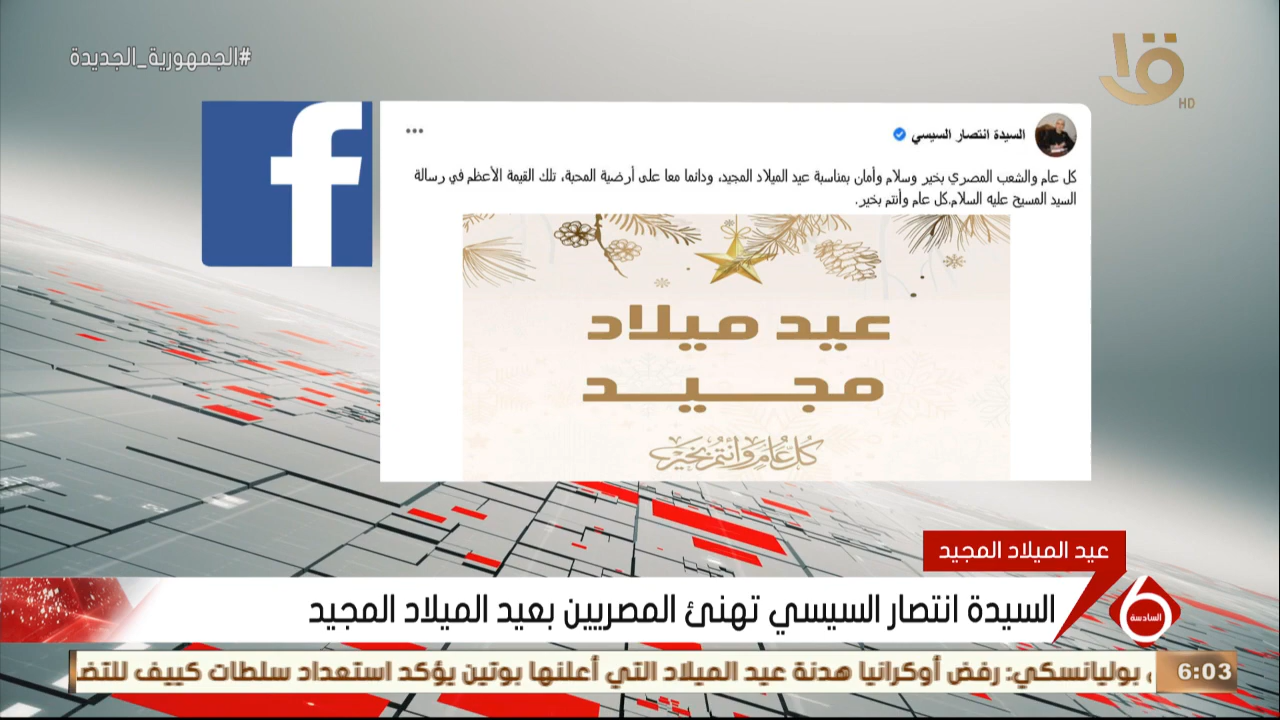 #الجمهورية_الجديدة
HD
السيدة انتصار السيسي
كل عام والشعب المصري بخير وسلام وأمان بمناسبة عيد الميلاد المجيد، ودائما معا على أرضية المحبة، تلك القيمة الأعظم في رسالة
السيد المسيح عليه السلام.كل عام وأنتم بخير.
عيد ميلاد
مجيد
كل عام وأنتم بخير
عيد الميلاد المجيد
السيدة انتصار السيسي تهنئ المصريين بعيد الميلاد المجيد
السادسة
بوليانسكي: رفض أوكرانيا هدنة عيد الميلاد التي أعلنها بوتين يؤكد استعداد سلطات كييف للتض
6:03